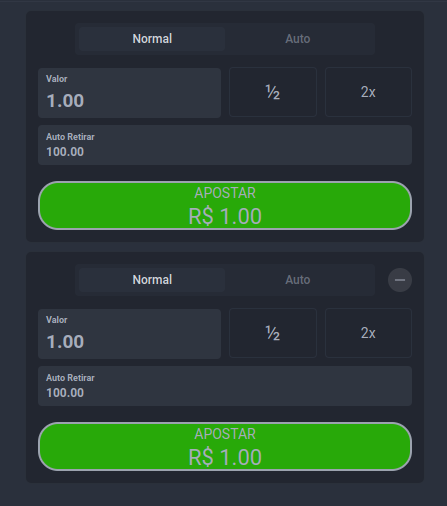 Normal Auto
Valor
1.00
½ 2x
Auto Retirar
100.00
APOSTAR
R$ 1.00
Normal Auto
Valor
1.00
½ 2x
Auto Retirar
100.00
APOSTAR
R$ 1.00